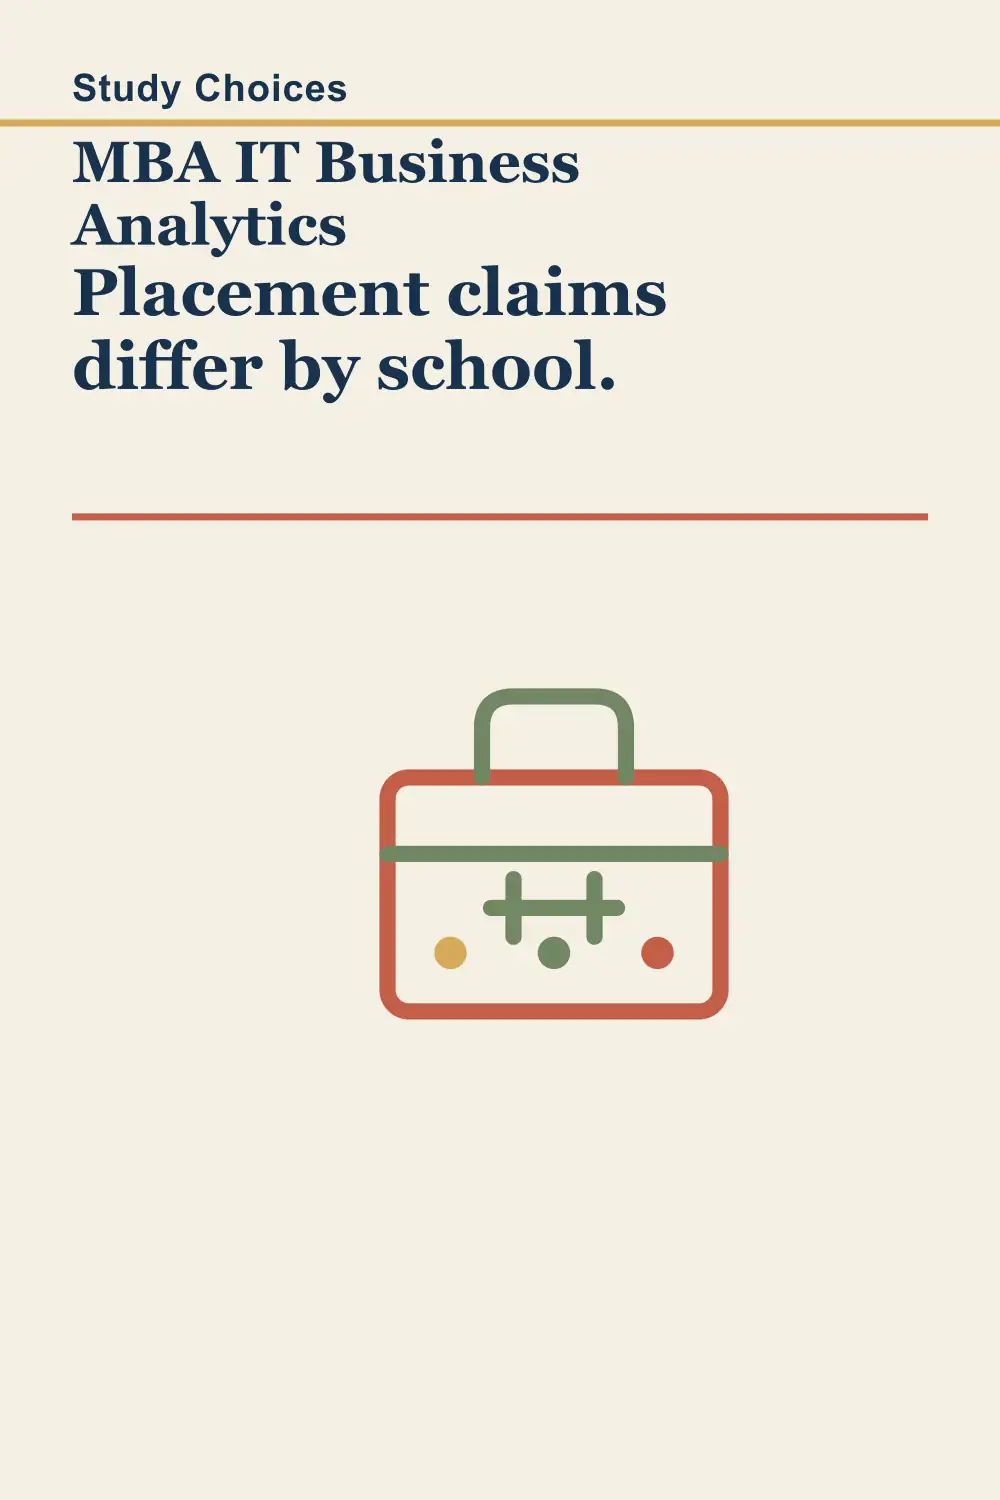 Study Choices
MBA IT Business
Analytics
Placement claims
differ by school.